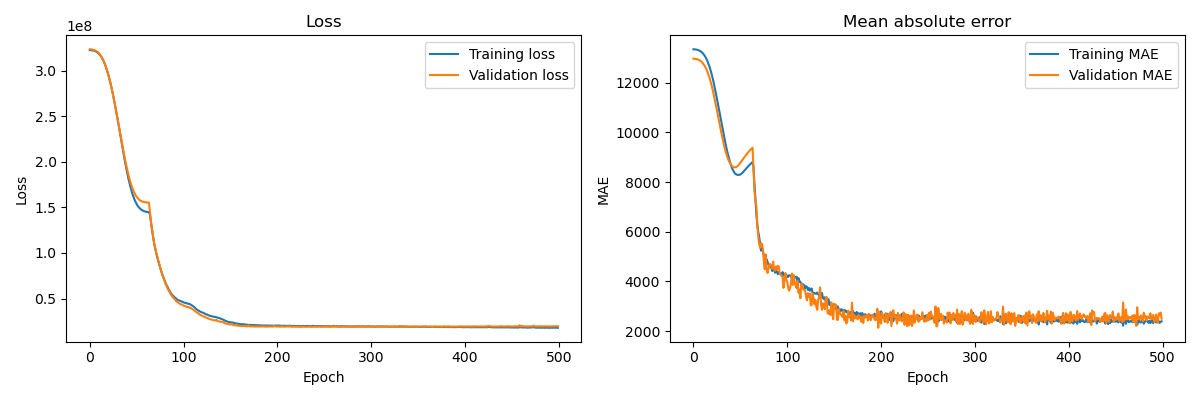 Loss
1e8
3.0
2.5
2.0
1.5
1.0
0.5
Loss
Training loss
Validation loss
0 100 200 300 400 500
Epoch
Mean absolute error
12000
10000
8000
6000
4000
2000
MAE
Training MAE
Validation MAE
0 100 200 300 400 500
Epoch